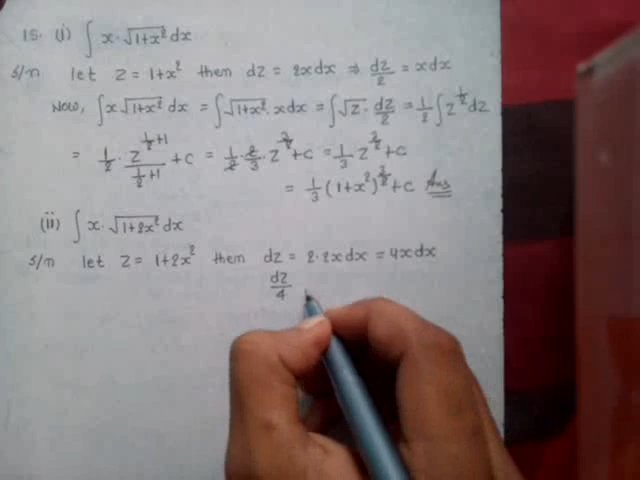 15. (i) ∫ x · √(1+x²) dx
s/n let z = 1+x² then dz = 2x dx ⇒ dz/2 = x dx
Now, ∫ x √(1+x²) dx = ∫ √(1+x²) · x dx = ∫ √z · dz/2 = 1/2 ∫ z^(1/2) dz
= 1/2 · z^(1/2+1)/(1/2+1) + c = 1/2 · 2/3 · z^(3/2) + c = 1/3 z^(3/2) + c
= 1/3 (1+x²)^(3/2) + c Ans
(ii) ∫ x · √(1+2x²) dx
s/n let z = 1+2x² then dz = 2·2x dx = 4x dx
dz/4